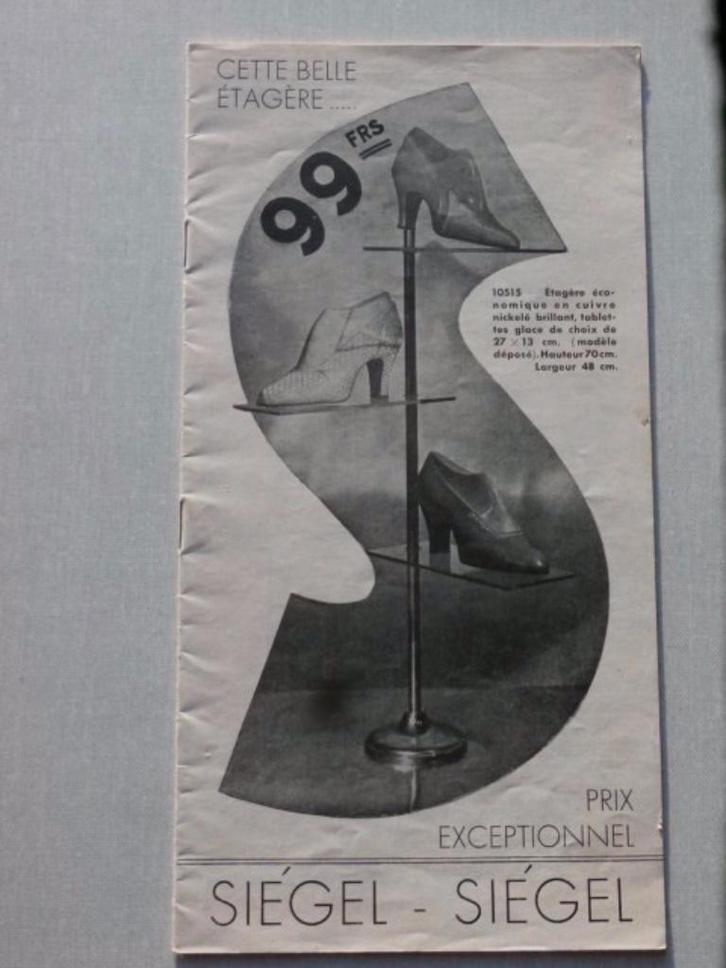 CETTE BELLE
ÉTAGÈRE .....
99 FRS
10515 Étagère éco-
nomique en cuivre
nickelé brillant, tablet-
tes glace de choix de
27 × 13 cm. (modèle
déposé). Hauteur 70 cm.
Largeur 48 cm.
PRIX
EXCEPTIONNEL
SIÉGEL - SIÉGEL